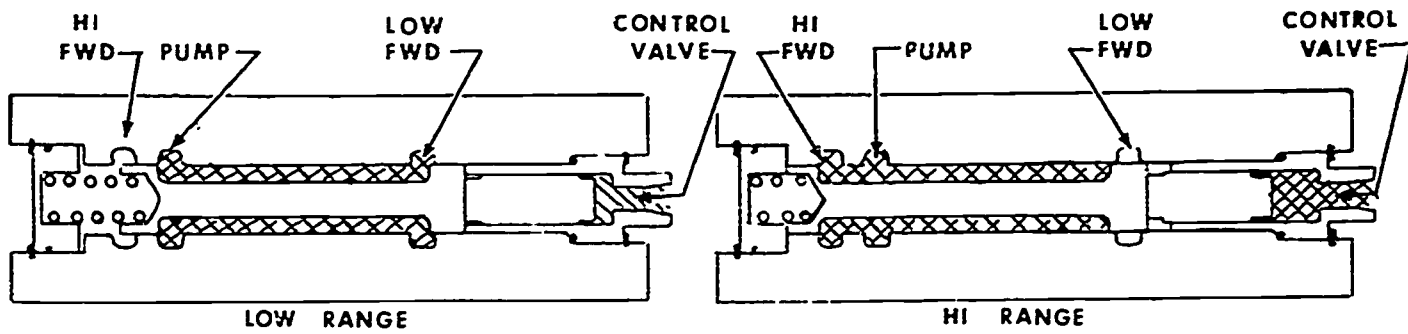 HI
FWD
PUMP
LOW
FWD
CONTROL
VALVE
HI
FWD
PUMP
LOW
FWD
CONTROL
VALVE
LOW RANGE
HI RANGE